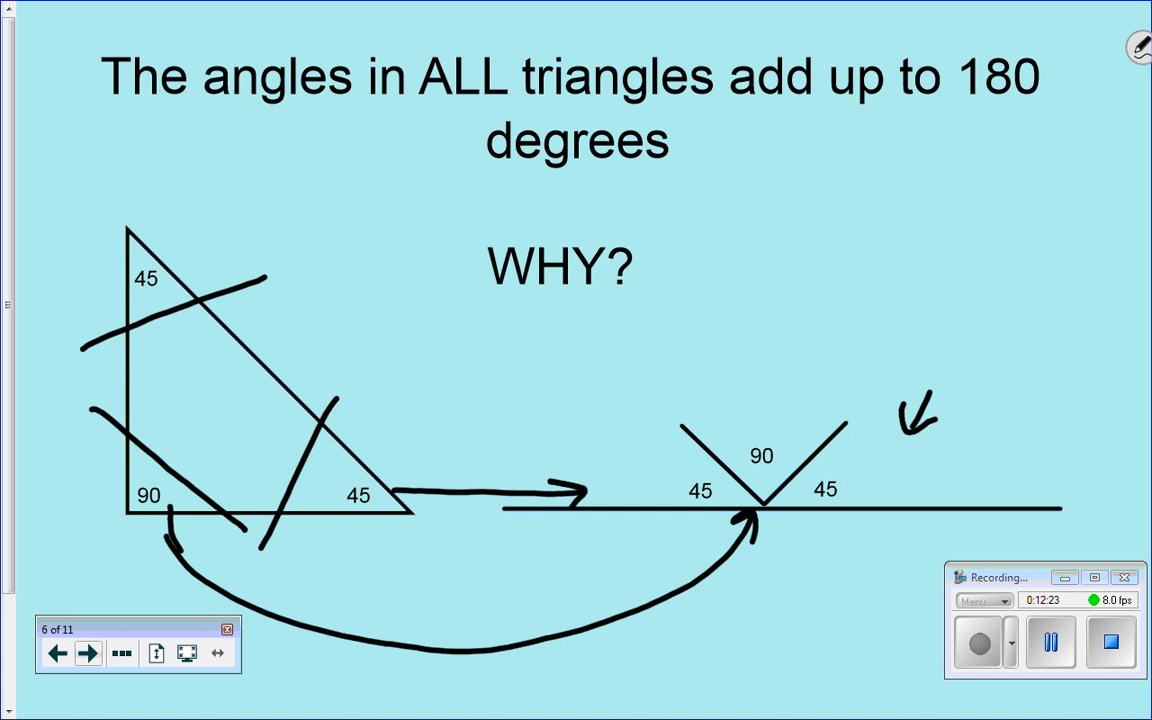 The angles in ALL triangles add up to 180
degrees
WHY?
45
90
45
45
90
45
6 of 11
Recording...
Menu
0:12:23
8.0 fps